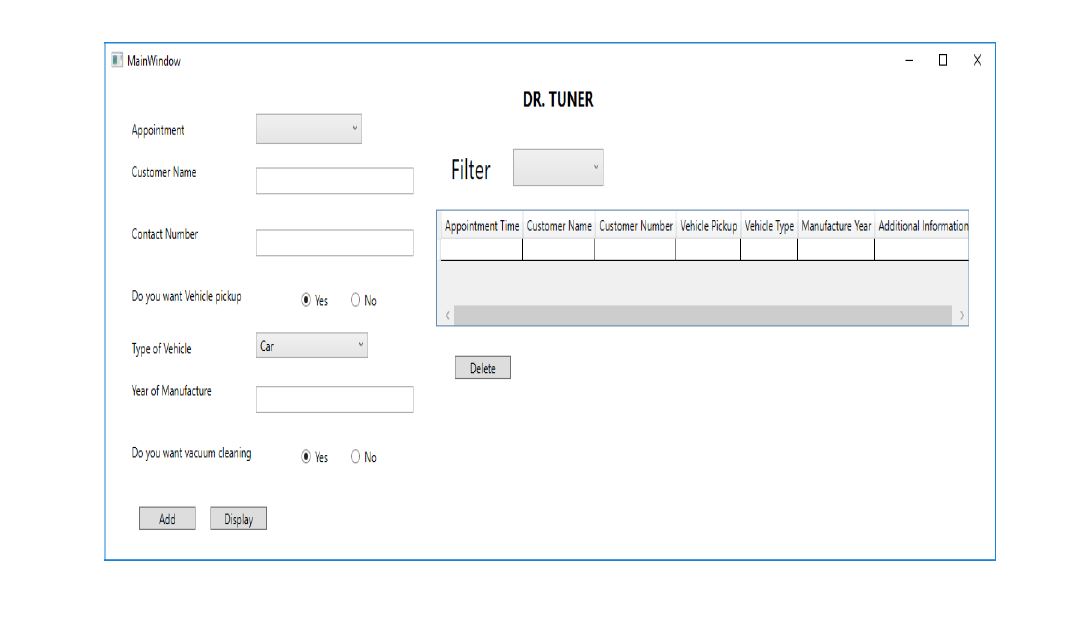 MainWindow
DR. TUNER
Appointment
Customer Name
Contact Number
Do you want Vehicle pickup Yes No
Type of Vehicle Car
Year of Manufacture
Do you want vacuum cleaning Yes No
Add Display
Filter
Appointment Time Customer Name Customer Number Vehicle Pickup Vehicle Type Manufacture Year Additional Information
Delete